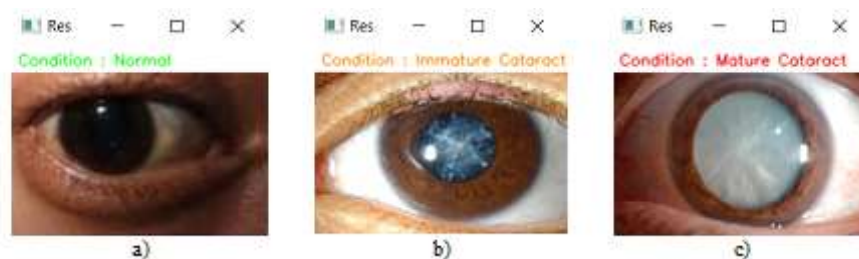 Res
Condition : Normal
a)
Res
Condition : Immature Cataract
b)
Res
Condition : Mature Cataract
c)